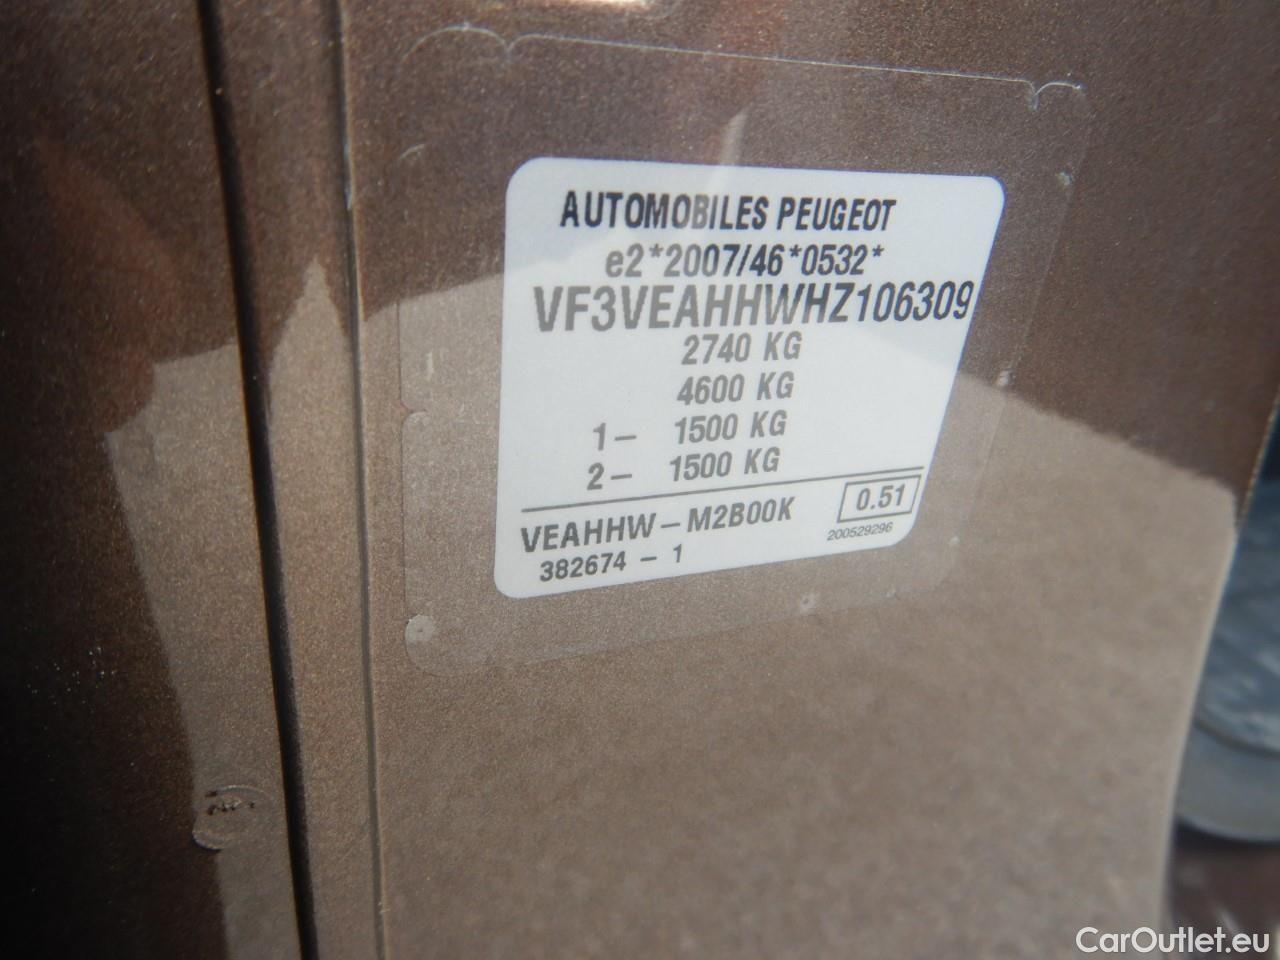 AUTOMOBILES PEUGEOT
e2*2007/46*0532*
VF3VEAHHWHZ106309
2740 KG
4600 KG
1– 1500 KG
2– 1500 KG
VEAHHW–M2B00K 0.51
382674 – 1 200529296
CarOutlet.eu